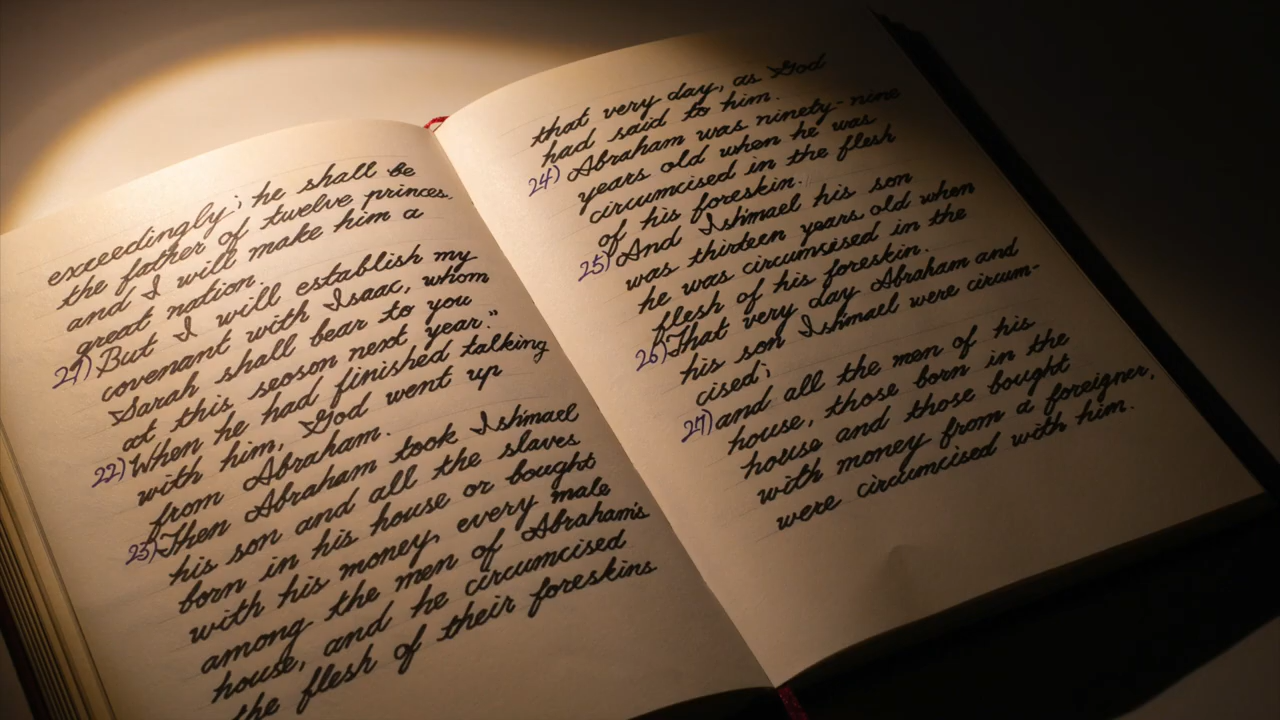 exceedingly; he shall be
the father of twelve princes,
and I will make him a
great nation.
21) But I will establish my
covenant with Isaac, whom
Sarah shall bear to you
at this season next year."
22) When he had finished talking
with him, God went up
from Abraham.
23) Then Abraham took Ishmael
his son and all the slaves
born in his house or bought
with his money, every male
among the men of Abraham's
house, and he circumcised
the flesh of their foreskins
that very day, as God
had said to him.
24) Abraham was ninety-nine
years old when he was
circumcised in the flesh
of his foreskin.
25) And Ishmael his son
was thirteen years old when
he was circumcised in the
flesh of his foreskin.
26) That very day Abraham and
his son Ishmael were circum-
cised;
27) and all the men of his
house, those born in the
house and those bought
with money from a foreigner,
were circumcised with him.